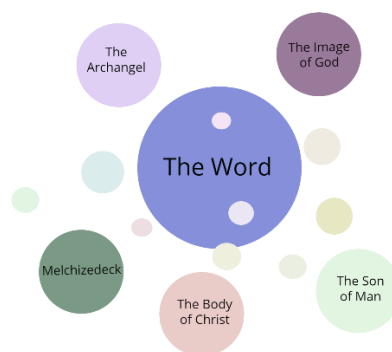 The
Archangel
The Image
of God
The Word
Melchizedeck
The Body
of Christ
The Son
of Man